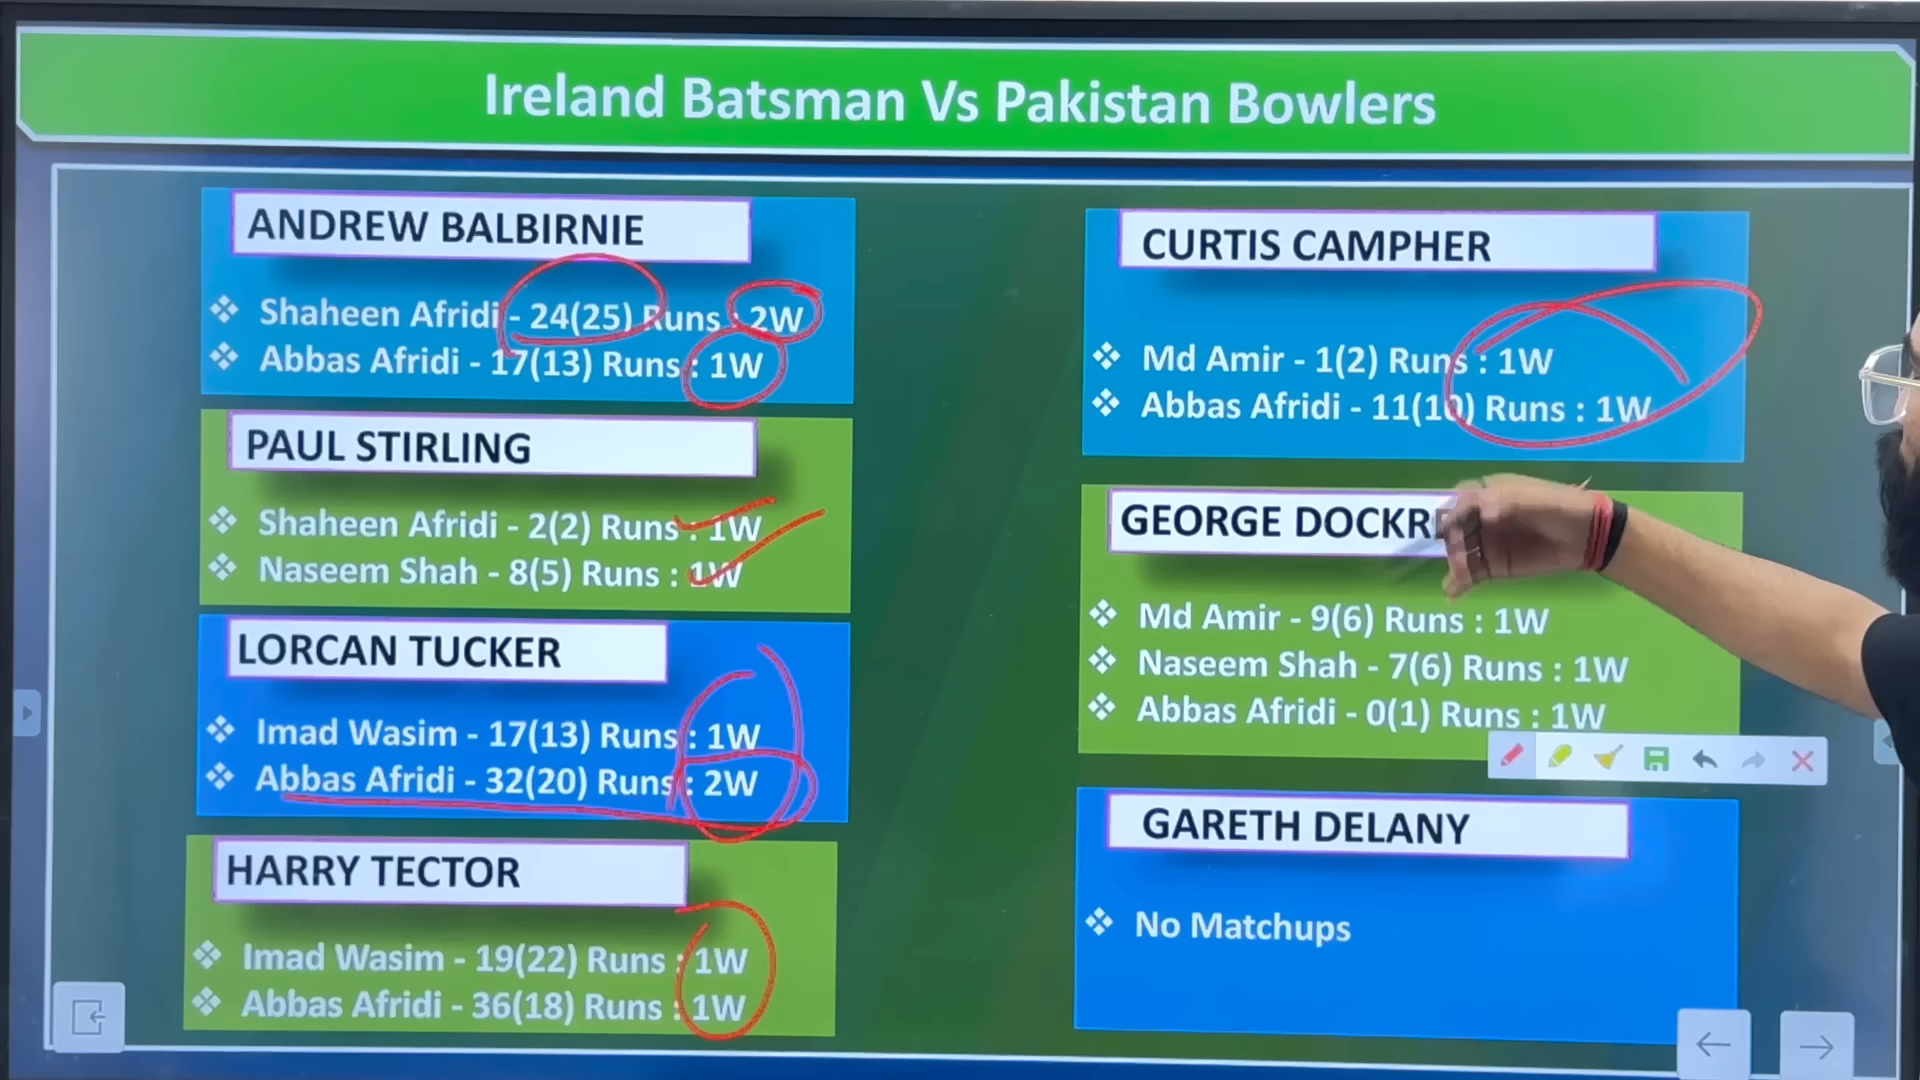 Ireland Batsman Vs Pakistan Bowlers
ANDREW BALBIRNIE
Shaheen Afridi - 24(25) Runs : 2W
Abbas Afridi - 17(13) Runs : 1W
PAUL STIRLING
Shaheen Afridi - 2(2) Runs : 1W
Naseem Shah - 8(5) Runs : 1W
LORCAN TUCKER
Imad Wasim - 17(13) Runs : 1W
Abbas Afridi - 32(20) Runs : 2W
HARRY TECTOR
Imad Wasim - 19(22) Runs : 1W
Abbas Afridi - 36(18) Runs : 1W
CURTIS CAMPHER
Md Amir - 1(2) Runs : 1W
Abbas Afridi - 11(10) Runs : 1W
GEORGE
Md Amir - 9(6) Runs : 1W
Naseem Shah - 7(6) Runs : 1W
Abbas Afridi - 0(1) Runs : 1W
GARETH DELANY
No Matchups